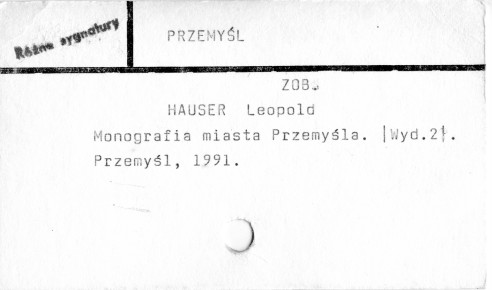 Różne sygnatury
PRZEMYŚL
ZOB.
HAUSER Leopold
Monografia miasta Przemyśla. |Wyd.2|.
Przemyśl, 1991.